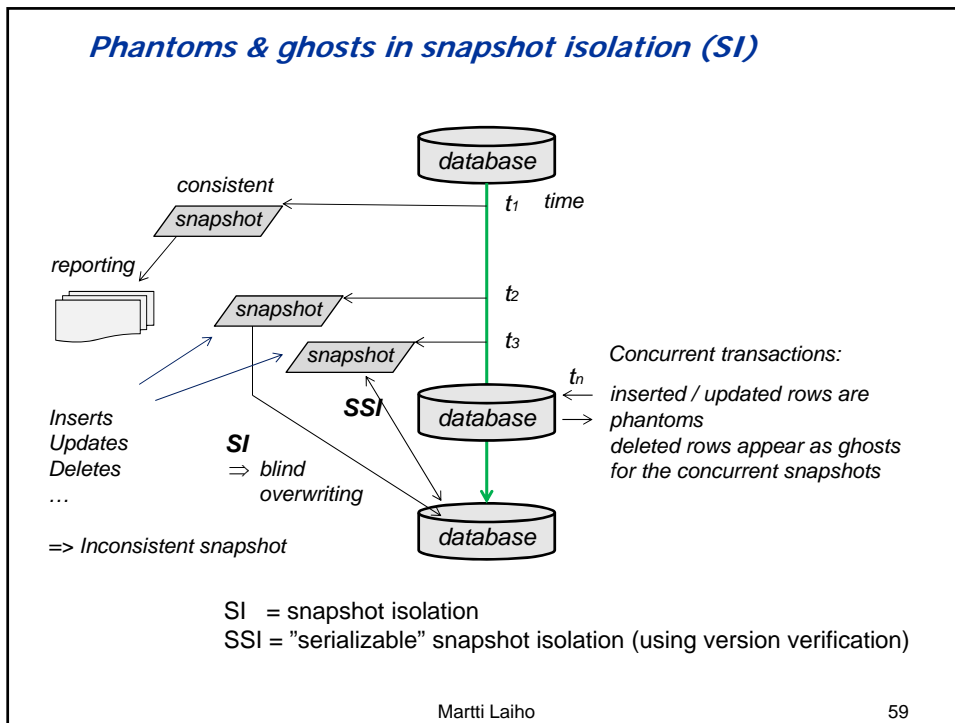 Phantoms & ghosts in snapshot isolation (SI)
database
consistent
t1 time
snapshot
reporting
t2
snapshot
t3
snapshot
Concurrent transactions:
tn
inserted / updated rows are
phantoms
deleted rows appear as ghosts
for the concurrent snapshots
database
SSI
Inserts
Updates
Deletes
…
SI
⇒ blind
overwriting
database
=> Inconsistent snapshot
SI = snapshot isolation
SSI = ”serializable” snapshot isolation (using version verification)
Martti Laiho
59